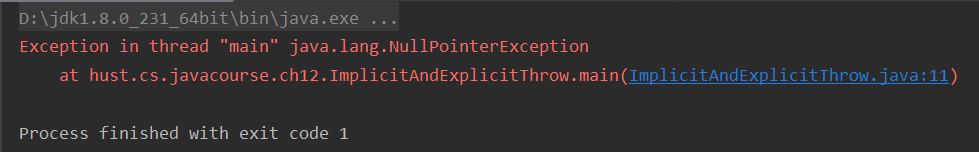 D:\jdk1.8.0_231_64bit\bin\java.exe ...
Exception in thread "main" java.lang.NullPointerException
at hust.cs.javacourse.ch12.ImplicitAndExplicitThrow.main(ImplicitAndExplicitThrow.java:11)
Process finished with exit code 1